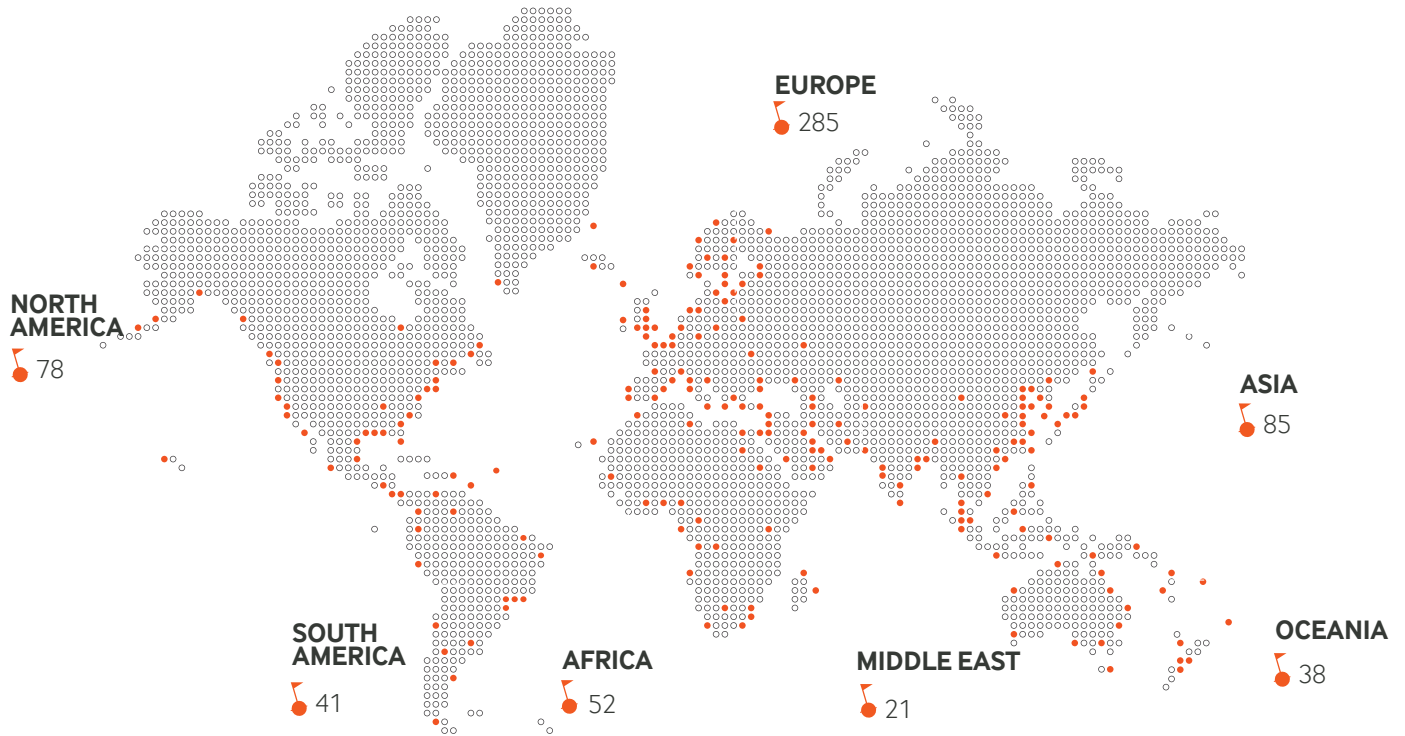 EUROPE
285
NORTH
AMERICA
78
ASIA
85
SOUTH
AMERICA
41
AFRICA
52
MIDDLE EAST
21
OCEANIA
38